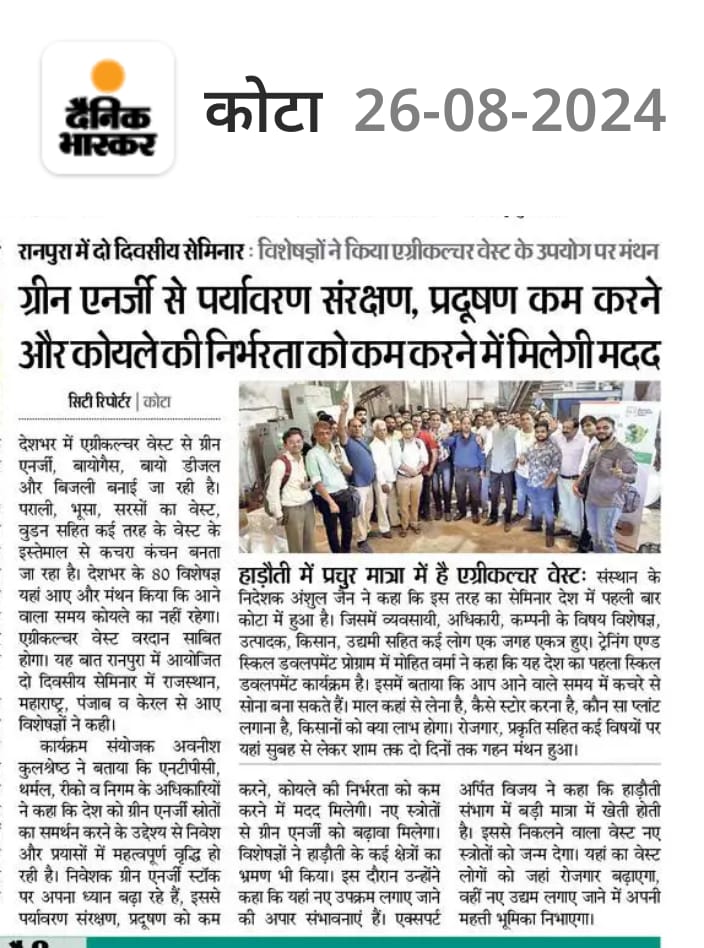 दैनिक
भास्कर
कोटा 26-08-2024
रानपुरा में दो दिवसीय सेमिनार : विशेषज्ञों ने किया एग्रीकल्चर वेस्ट के उपयोग पर मंथन
ग्रीन एनर्जी से पर्यावरण संरक्षण, प्रदूषण कम करने
और कोयले की निर्भरता को कम करने में मिलेगी मदद
सिटी रिपोर्टर | कोटा
देशभर में एग्रीकल्चर वेस्ट से ग्रीन
एनर्जी, बायोगैस, बायो डीजल
और बिजली बनाई जा रही है।
पराली, भूसा, सरसों का वेस्ट,
वुडन सहित कई तरह के वेस्ट के
इस्तेमाल से कचरा कंचन बनता
जा रहा है। देशभर के 80 विशेषज्ञ
यहां आए और मंथन किया कि आने
वाला समय कोयले का नहीं रहेगा।
एग्रीकल्चर वेस्ट वरदान साबित
होगा। यह बात रानपुरा में आयोजित
दो दिवसीय सेमिनार में राजस्थान,
महाराष्ट्र, पंजाब व केरल से आए
विशेषज्ञों ने कही।
कार्यक्रम संयोजक अवनीश
कुलश्रेष्ठ ने बताया कि एनटीपीसी,
थर्मल, रीको व निगम के अधिकारियों
ने कहा कि देश को ग्रीन एनर्जी स्रोतों
का समर्थन करने के उद्देश्य से निवेश
और प्रयासों में महत्वपूर्ण वृद्धि हो
रही है। निवेशक ग्रीन एनर्जी स्टॉक
पर अपना ध्यान बढ़ा रहे हैं, इससे
पर्यावरण संरक्षण, प्रदूषण को कम
हाड़ौती में प्रचुर मात्रा में है एग्रीकल्चर वेस्ट: संस्थान के
निदेशक अंशुल जैन ने कहा कि इस तरह का सेमिनार देश में पहली बार
कोटा में हुआ है। जिसमें व्यवसायी, अधिकारी, कम्पनी के विषय विशेषज्ञ,
उत्पादक, किसान, उद्यमी सहित कई लोग एक जगह एकत्र हुए। ट्रेनिंग एण्ड
स्किल डवलपमेंट प्रोग्राम में मोहित वर्मा ने कहा कि यह देश का पहला स्किल
डवलपमेंट कार्यक्रम है। इसमें बताया कि आप आने वाले समय में कचरे से
सोना बना सकते हैं। माल कहां से लेना है, कैसे स्टोर करना है, कौन सा प्लांट
लगाना है, किसानों को क्या लाभ होगा। रोजगार, प्रकृति सहित कई विषयों पर
यहां सुबह से लेकर शाम तक दो दिनों तक गहन मंथन हुआ।
करने, कोयले की निर्भरता को कम
करने में मदद मिलेगी। नए स्त्रोतों
से ग्रीन एनर्जी को बढ़ावा मिलेगा।
विशेषज्ञों ने हाड़ौती के कई क्षेत्रों का
भ्रमण भी किया। इस दौरान उन्होंने
कहा कि यहां नए उपक्रम लगाए जाने
की अपार संभावनाएं हैं। एक्सपर्ट
अर्पित विजय ने कहा कि हाड़ौती
संभाग में बड़ी मात्रा में खेती होती
है। इससे निकलने वाला वेस्ट नए
स्त्रोतों को जन्म देगा। यहां का वेस्ट
लोगों को जहां रोजगार बढ़ाएगा,
वहीं नए उद्यम लगाए जाने में अपनी
महत्ती भूमिका निभाएगा।